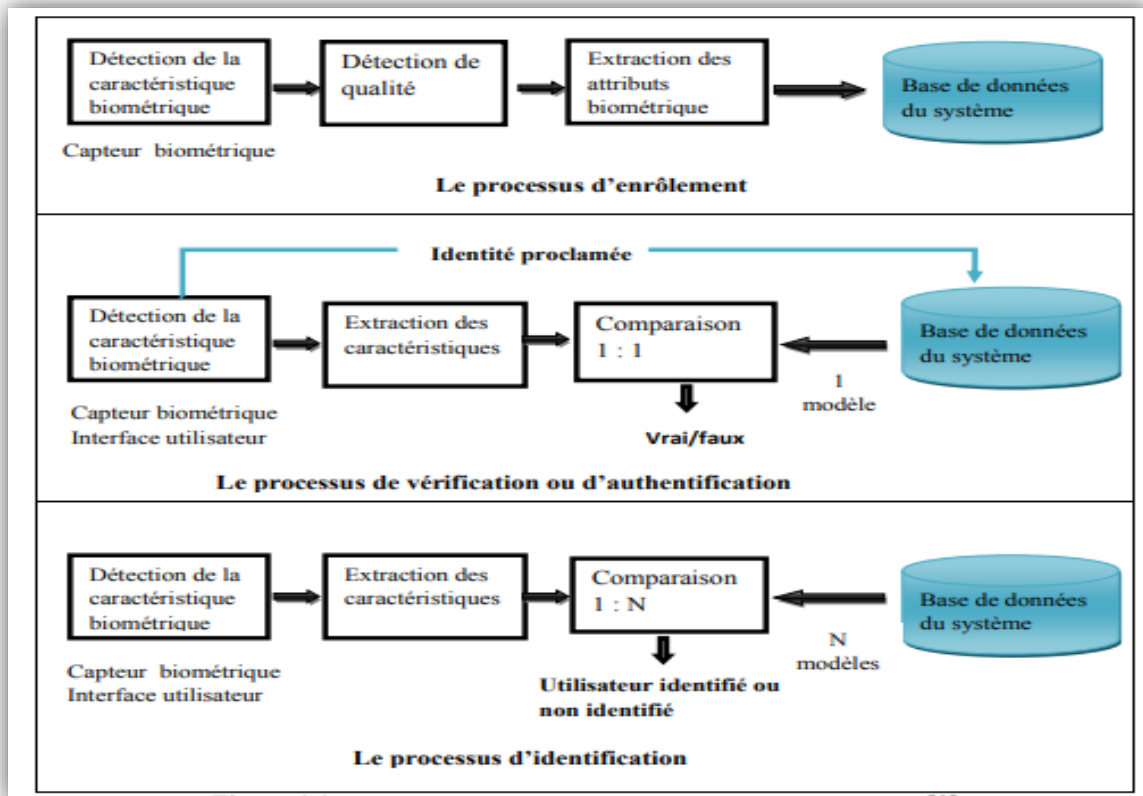 Détection de la
caractéristique
biométrique
Détection de
qualité
Extraction des
attributs
biométrique
Base de données
du système
Capteur biométrique
Le processus d’enrôlement
Identité proclamée
Détection de la
caractéristique
biométrique
Extraction des
caractéristiques
Comparaison
1 : 1
Base de données
du système
1
modèle
Capteur biométrique
Interface utilisateur
Vrai/faux
Le processus de vérification ou d’authentification
Détection de la
caractéristique
biométrique
Extraction des
caractéristiques
Comparaison
1 : N
Base de données
du système
N
modèles
Capteur biométrique
Interface utilisateur
Utilisateur identifié ou
non identifié
Le processus d’identification